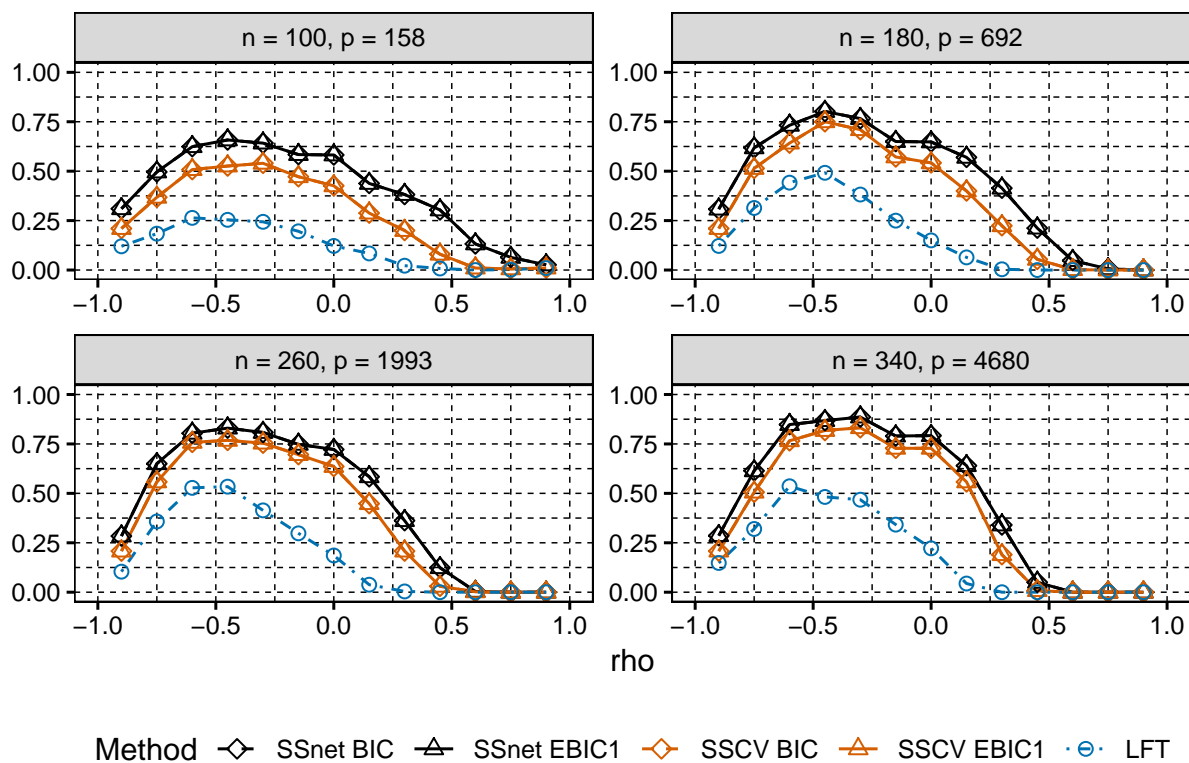 n = 100, p = 158
n = 180, p = 692
1.00
0.75
0.50
0.25
0.00
−1.0 −0.5 0.0 0.5 1.0
1.00
0.75
0.50
0.25
0.00
−1.0 −0.5 0.0 0.5 1.0
n = 260, p = 1993
n = 340, p = 4680
1.00
0.75
0.50
0.25
0.00
−1.0 −0.5 0.0 0.5 1.0
1.00
0.75
0.50
0.25
0.00
−1.0 −0.5 0.0 0.5 1.0
rho
Method SSnet BIC SSnet EBIC1 SSCV BIC SSCV EBIC1 LFT